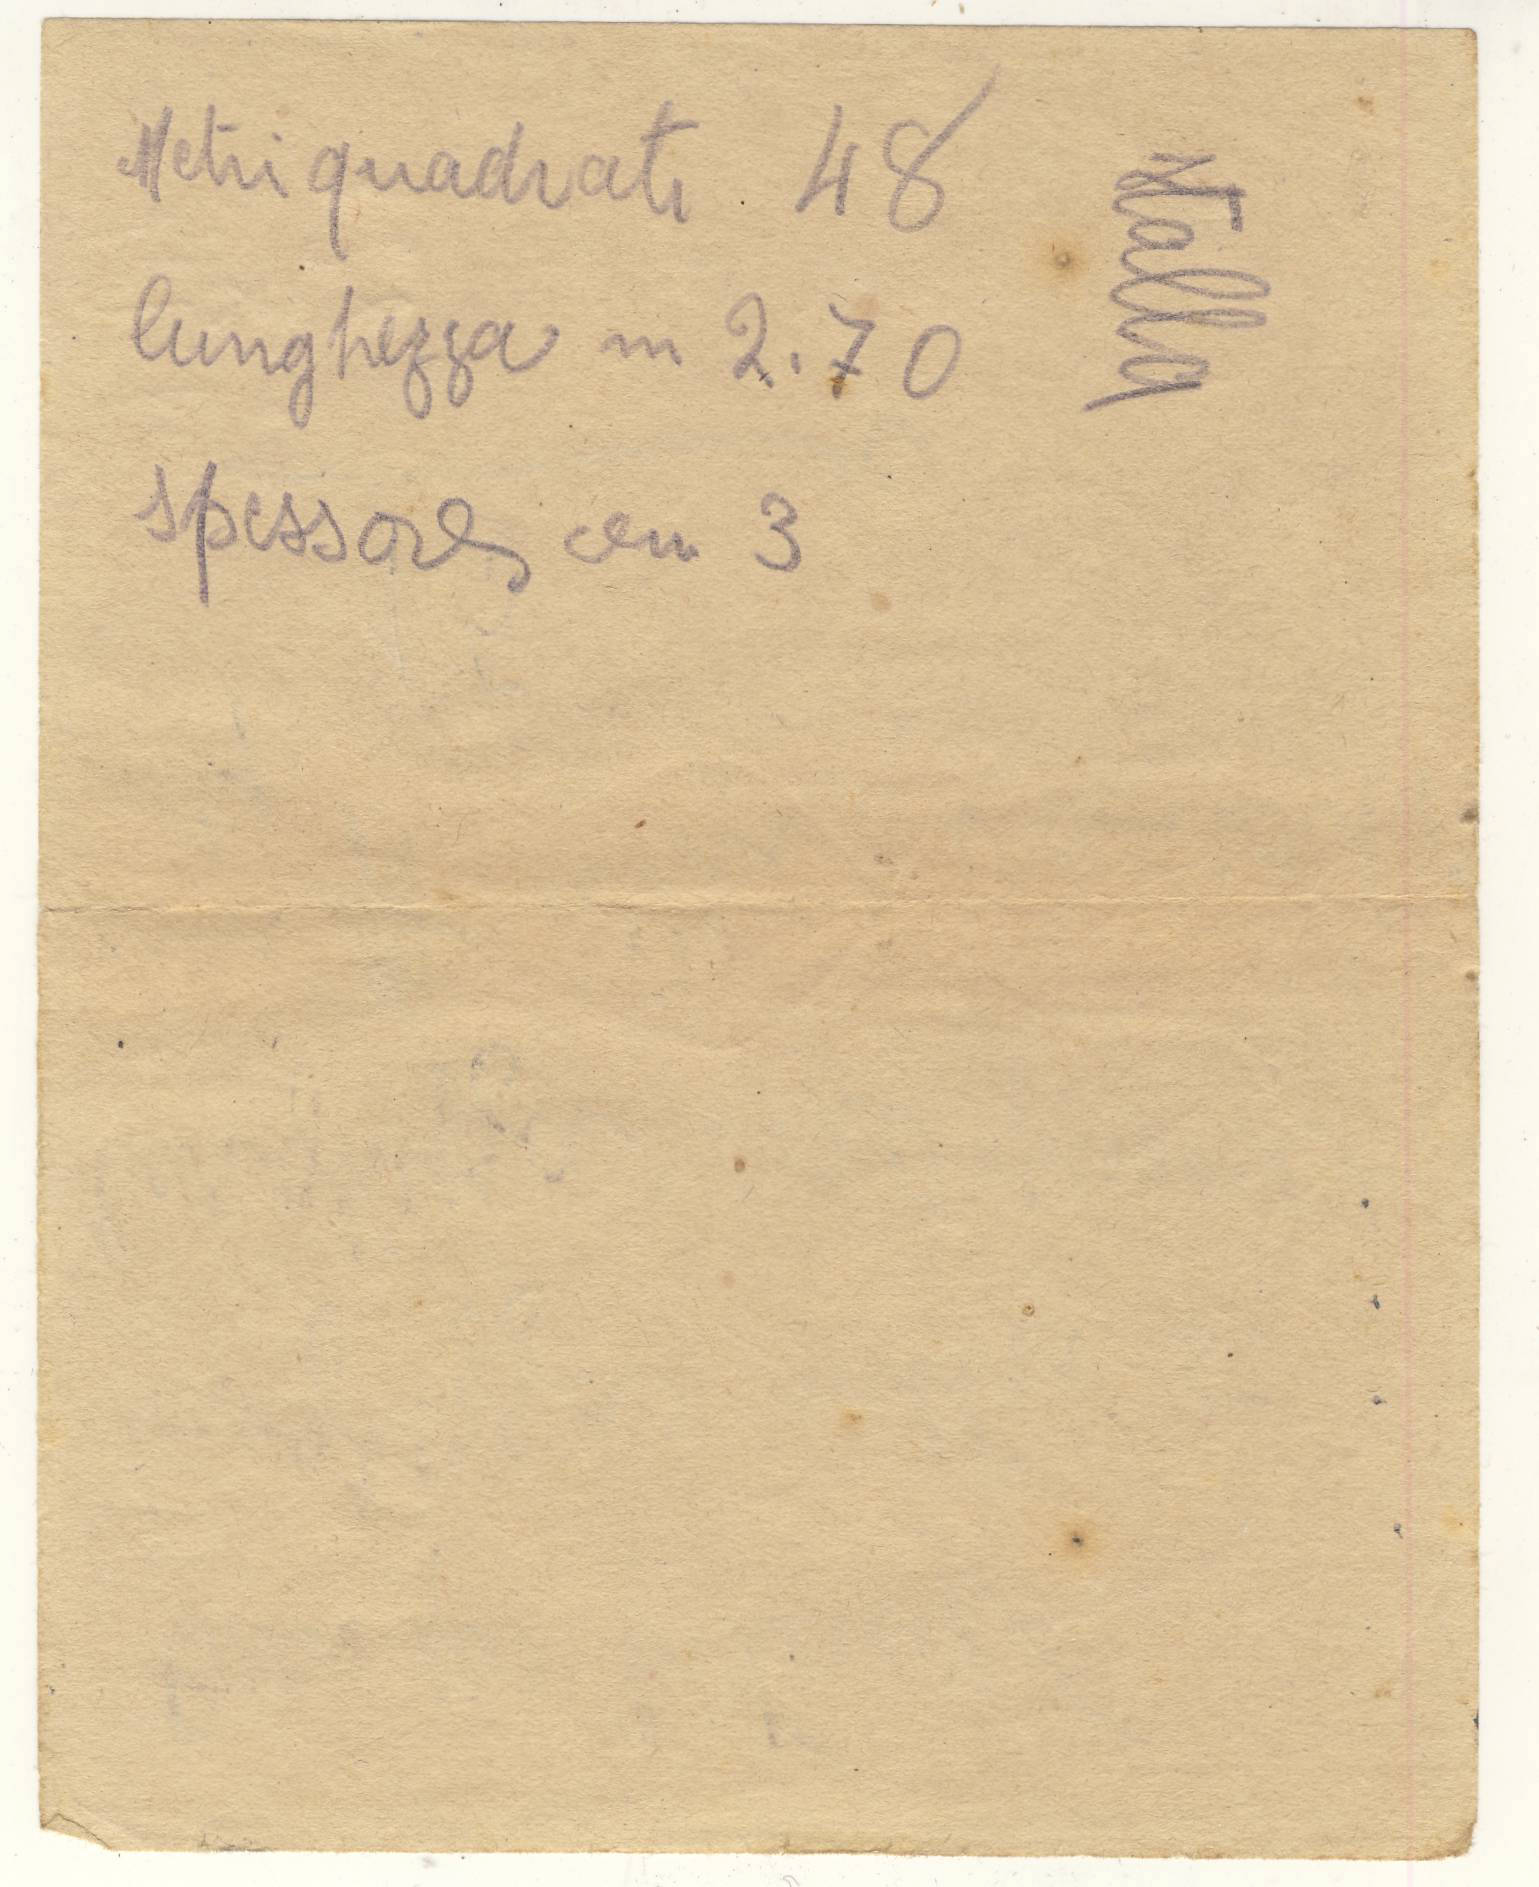 Metri quadrati 48
lunghezza m 2.70
spessore cm 3
stalla